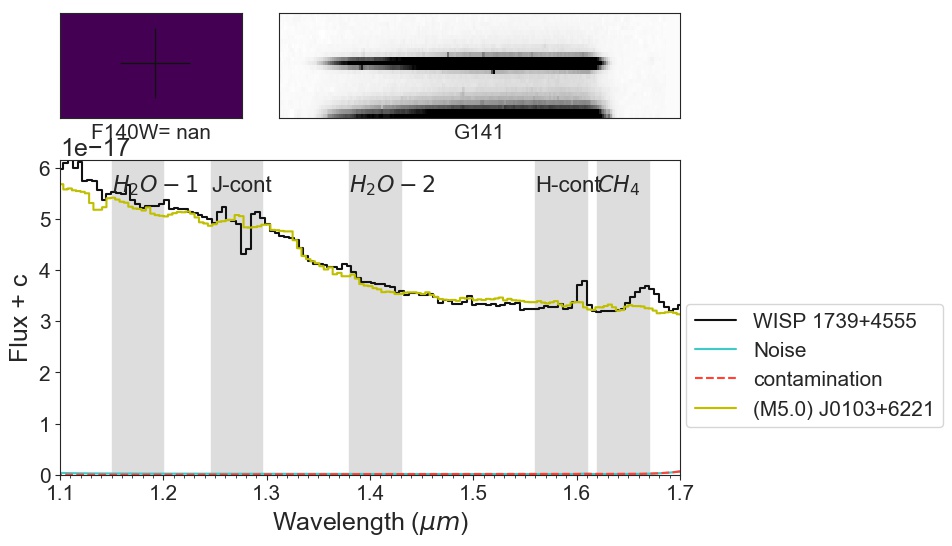 F140W= nan
G141
1e−17
H₂O − 1
J-cont
H₂O − 2
H-cont
CH₄
6
5
4
3
2
1
0
Flux + c
1.1
1.2
1.3
1.4
1.5
1.6
1.7
Wavelength (μm)
WISP 1739+4555
Noise
contamination
(M5.0) J0103+6221